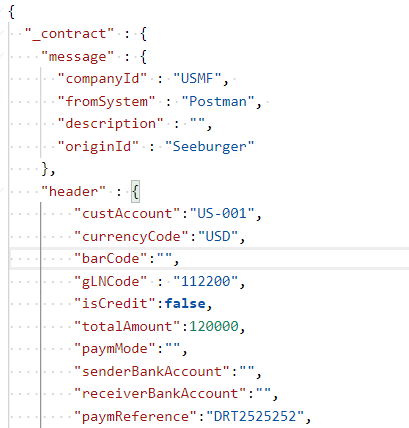 {
"_contract" : {
"message" : {
"companyId" : "USMF",
"fromSystem" : "Postman",
"description" : "",
"originId" : "Seeburger"
},
"header" : {
"custAccount":"US-001",
"currencyCode":"USD",
"barCode":"",
"gLNCode" : "112200",
"isCredit":false,
"totalAmount":120000,
"paymMode":"",
"senderBankAccount":"",
"receiverBankAccount":"",
"paymReference":"DRT2525252",